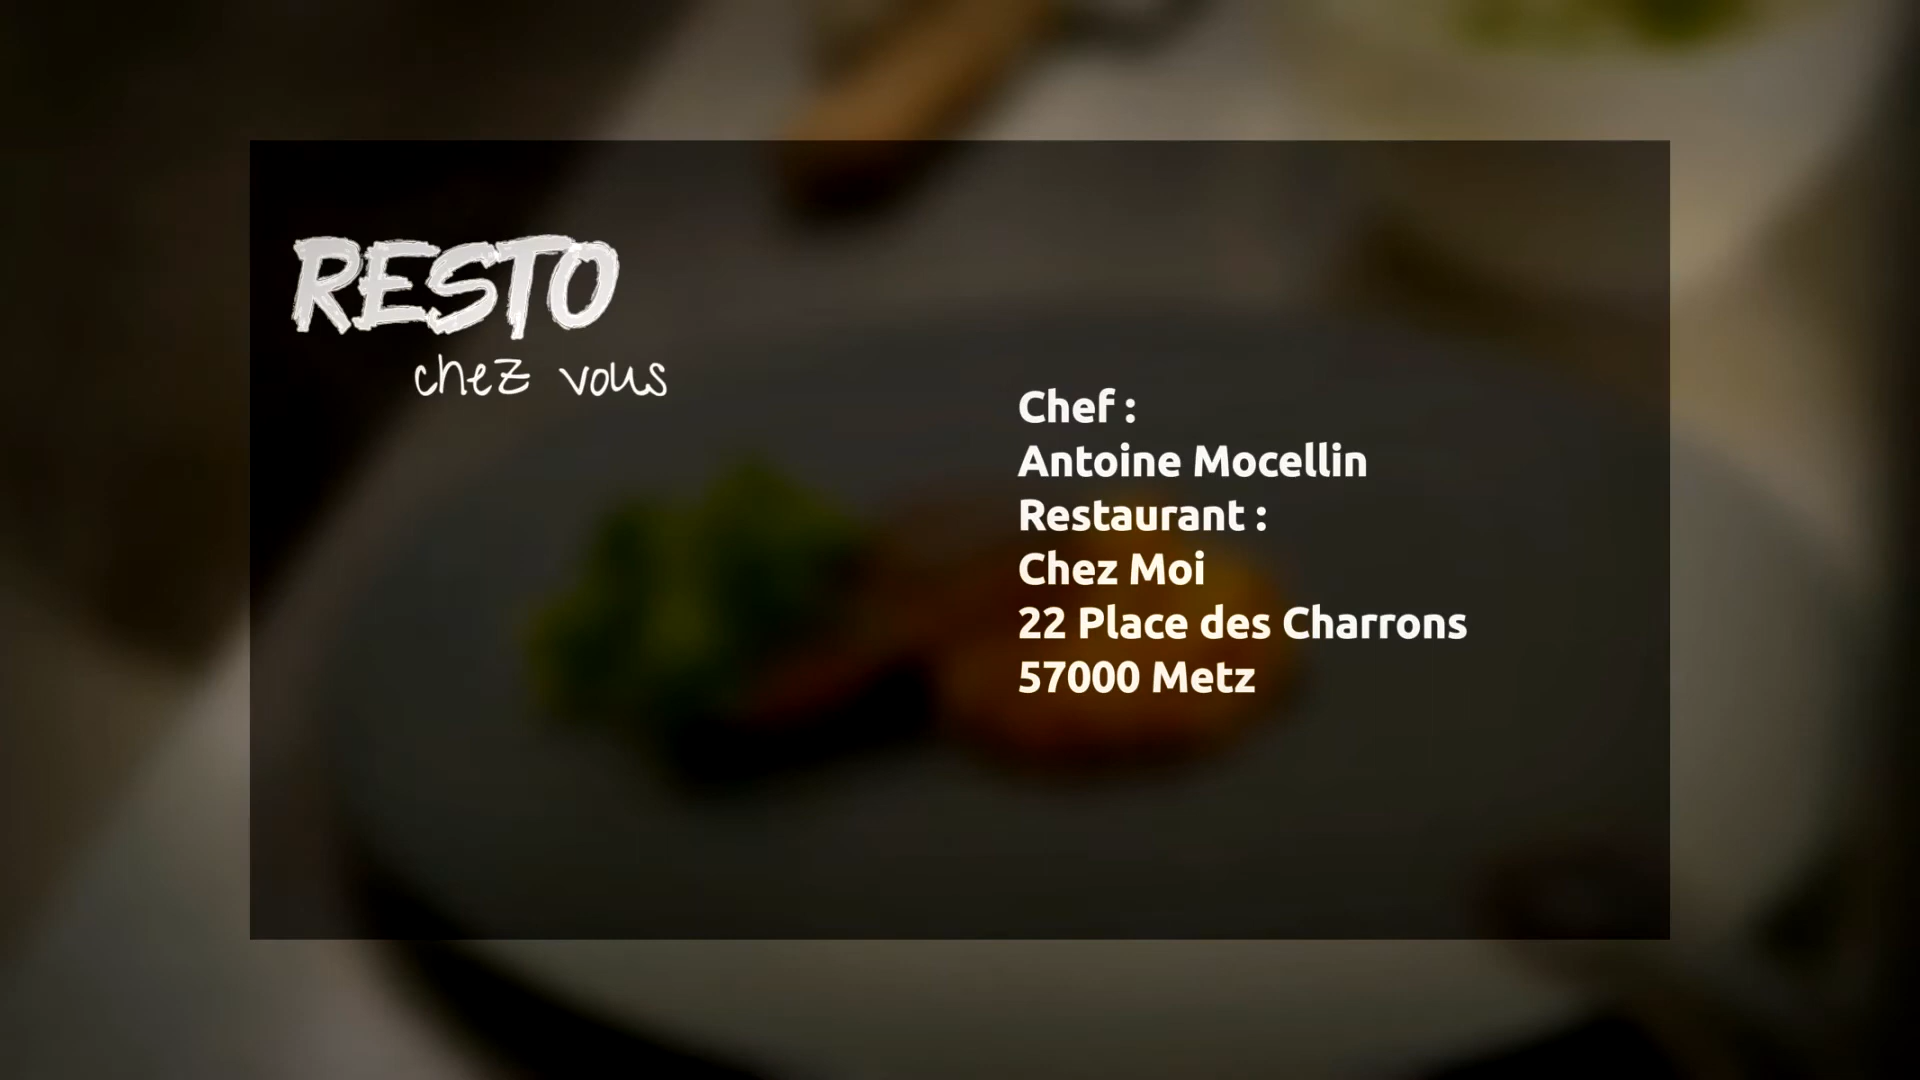 RESTO
chez vous
Chef :
Antoine Mocellin
Restaurant :
Chez Moi
22 Place des Charrons
57000 Metz